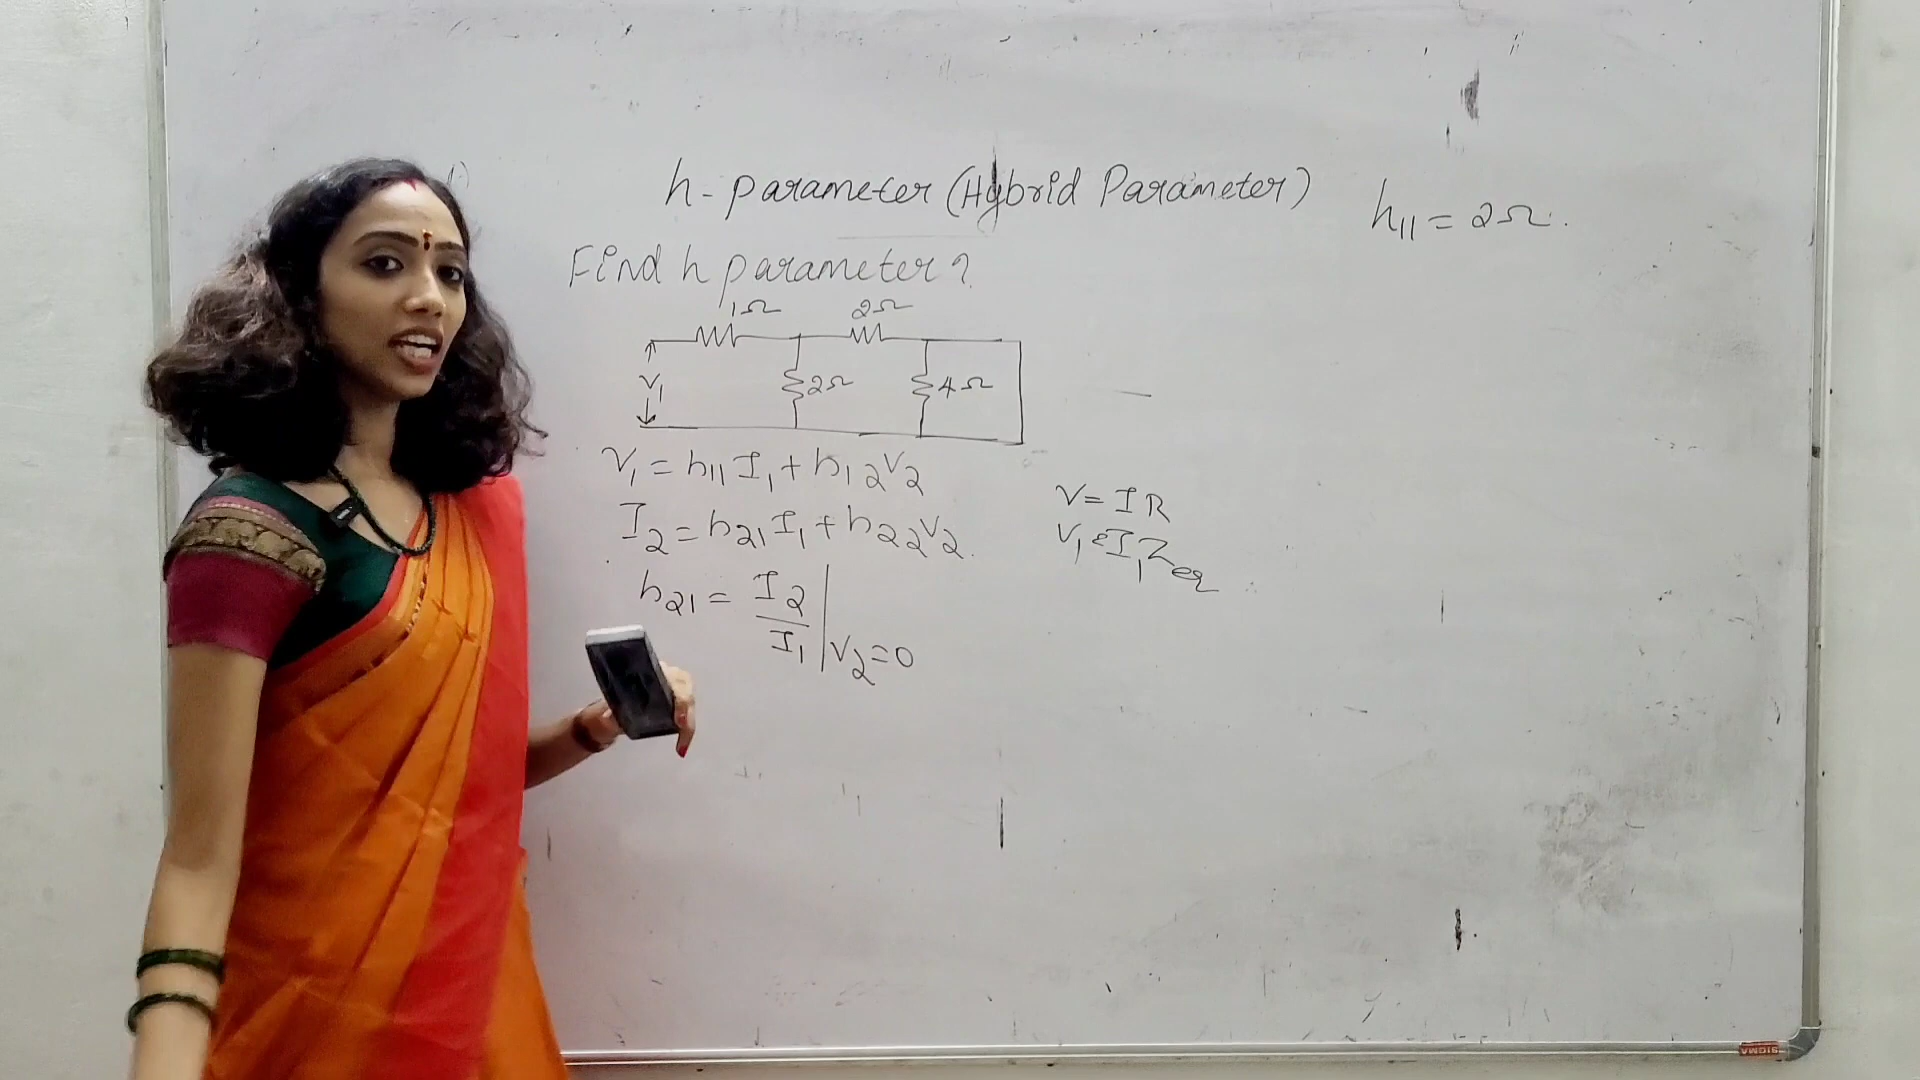 h-parameter (Hybrid Parameter)
h11 = 2Ω.
Find h parameter?
1Ω 2Ω
V1 2Ω 4Ω
V1 = h11 I1 + h12 V2
I2 = h21 I1 + h22 V2.
V = IR
V1 = I1 Zeq
h21 = I2 / I1 | V2=0
SIGMA